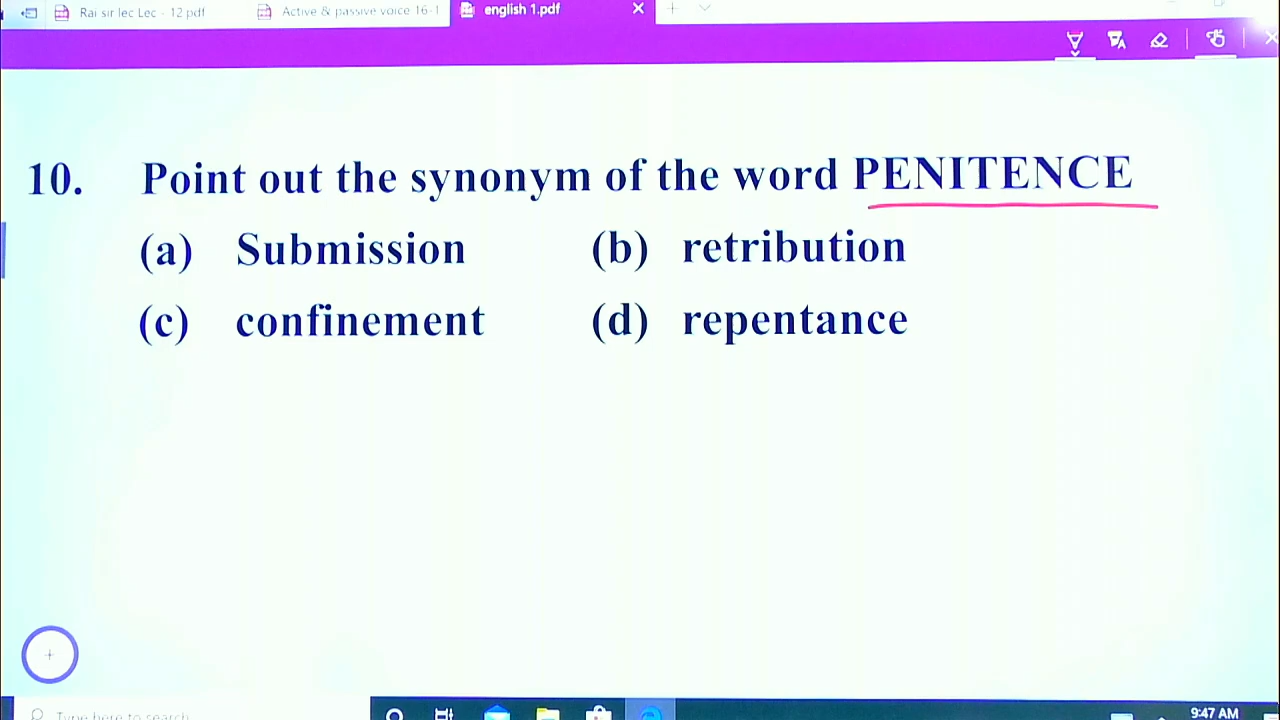 Rai sir lec Lec - 12 pdf
Active & passive voice 16-1
english 1.pdf
10. Point out the synonym of the word PENITENCE
(a) Submission (b) retribution
(c) confinement (d) repentance
Type here to search
9:47 AM